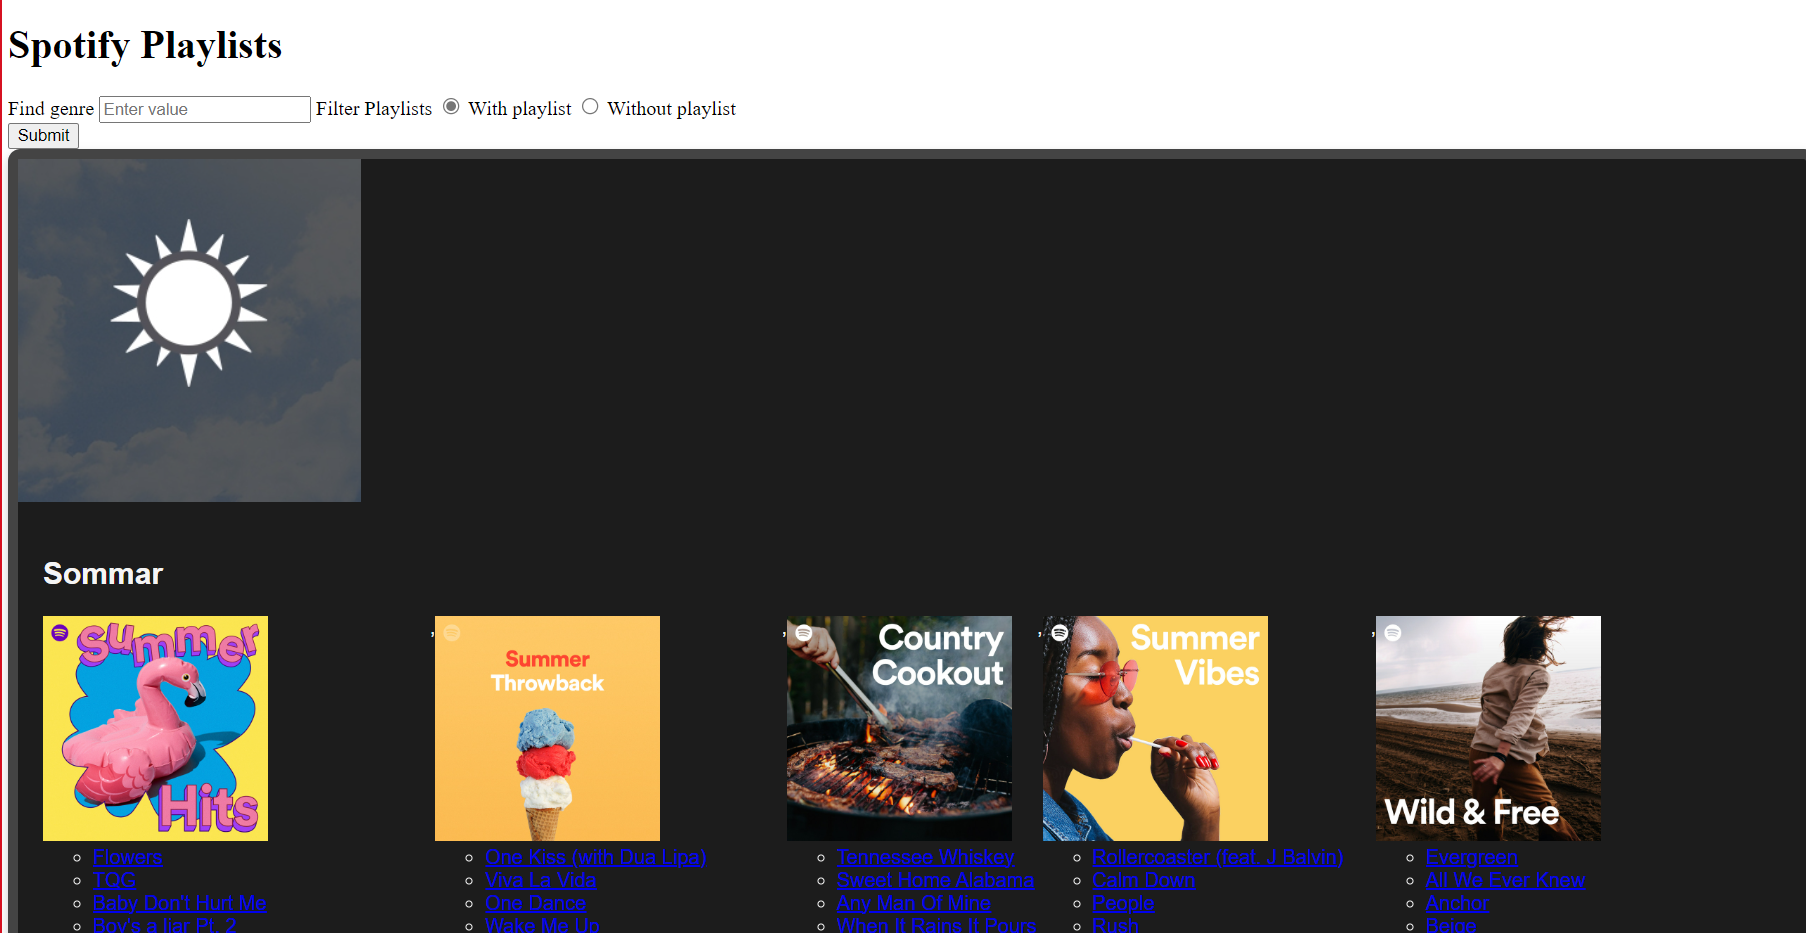 Spotify Playlists
Find genre Enter value Filter Playlists With playlist Without playlist
Submit
Sommar
Summer
Hits
,
Summer
Throwback
,
Country
Cookout
,
Summer
Vibes
,
Wild & Free
Flowers
TQG
Baby Don't Hurt Me
Boy's a liar Pt. 2
One Kiss (with Dua Lipa)
Viva La Vida
One Dance
Wake Me Up
Tennessee Whiskey
Sweet Home Alabama
Any Man Of Mine
When It Rains It Pours
Rollercoaster (feat. J Balvin)
Calm Down
People
Rush
Evergreen
All We Ever Knew
Anchor
Beige